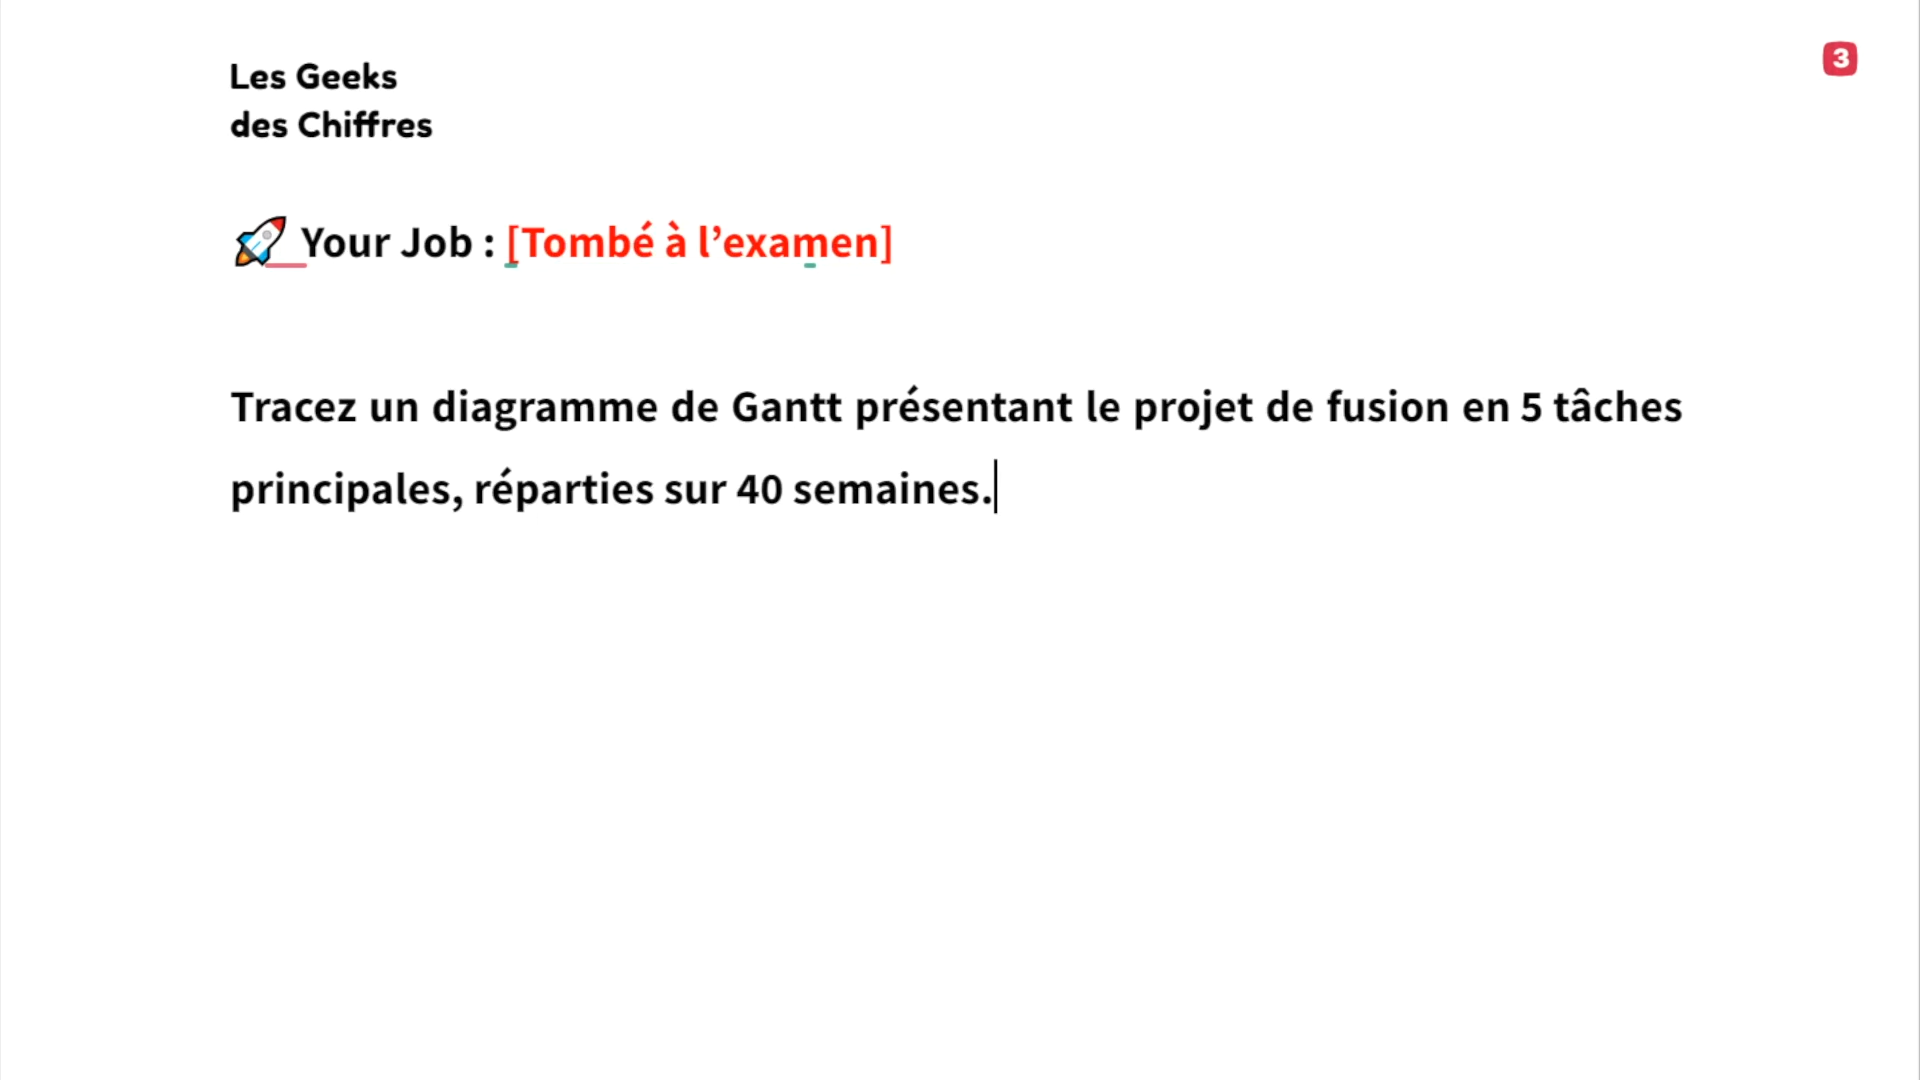 Les Geeks
des Chiffres
3
🚀 Your Job : [Tombé à l’examen]
Tracez un diagramme de Gantt présentant le projet de fusion en 5 tâches
principales, réparties sur 40 semaines.